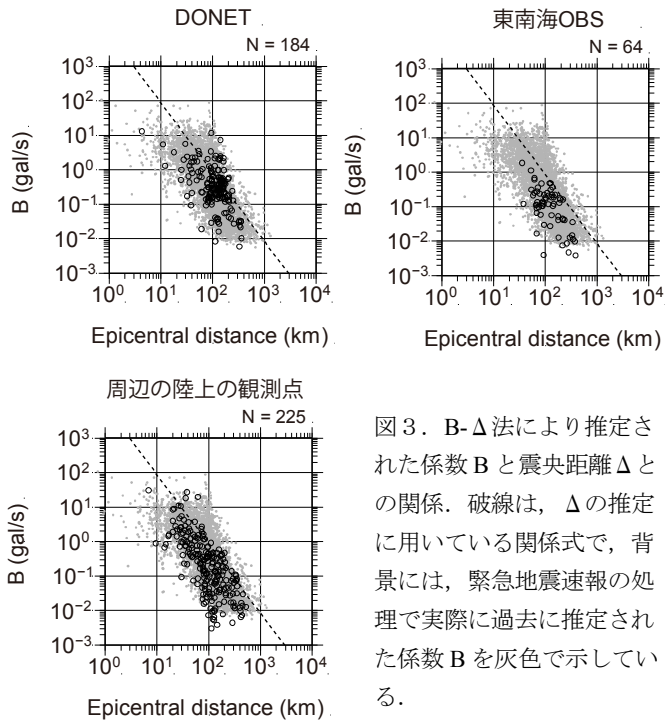 DONET
N = 184
10³
10²
10¹
10⁰
10⁻¹
10⁻²
10⁻³
B (gal/s)
10⁰ 10¹ 10² 10³ 10⁴
Epicentral distance (km)
東南海OBS
N = 64
10³
10²
10¹
10⁰
10⁻¹
10⁻²
10⁻³
B (gal/s)
10⁰ 10¹ 10² 10³ 10⁴
Epicentral distance (km)
周辺の陸上の観測点
N = 225
10³
10²
10¹
10⁰
10⁻¹
10⁻²
10⁻³
B (gal/s)
10⁰ 10¹ 10² 10³ 10⁴
Epicentral distance (km)
図３．B-Δ法により推定さ
れた係数 B と震央距離Δと
の関係．破線は，Δの推定
に用いている関係式で，背
景には，緊急地震速報の処
理で実際に過去に推定され
た係数 B を灰色で示してい
る．